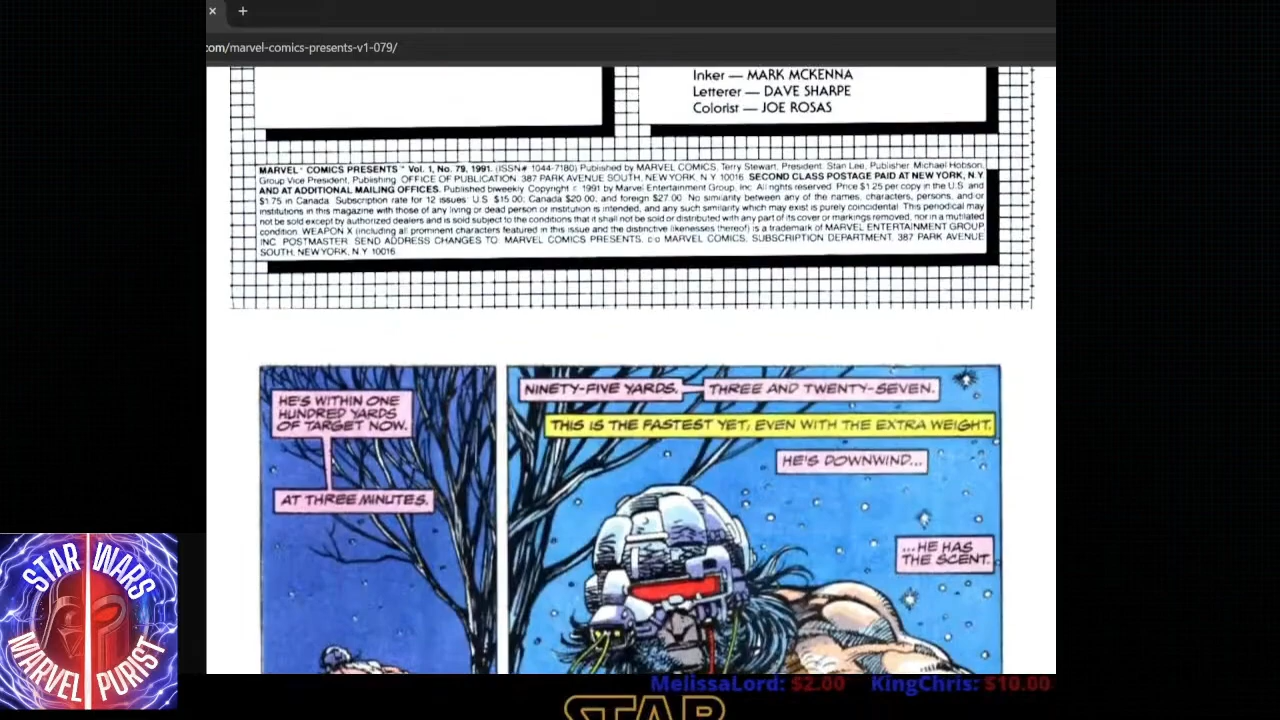 × +
com/marvel-comics-presents-v1-079/
Inker — MARK MCKENNA
Letterer — DAVE SHARPE
Colorist — JOE ROSAS
MARVEL COMICS PRESENTS™ Vol. 1, No. 79, 1991. (ISSN# 1044-7180) Published by MARVEL COMICS, Terry Stewart, President. Stan Lee, Publisher. Michael Hobson,
Group Vice President, Publishing. OFFICE OF PUBLICATION: 387 PARK AVENUE SOUTH, NEW YORK, N.Y. 10016. SECOND CLASS POSTAGE PAID AT NEW YORK, N.Y.
AND AT ADDITIONAL MAILING OFFICES. Published biweekly. Copyright © 1991 by Marvel Entertainment Group, Inc. All rights reserved. Price $1.25 per copy in the U.S. and
$1.75 in Canada. Subscription rate for 12 issues: U.S. $15.00; Canada $20.00; and foreign $27.00. No similarity between any of the names, characters, persons, and/or
institutions in this magazine with those of any living or dead person or institution is intended, and any such similarity which may exist is purely coincidental. This periodical may
not be sold except by authorized dealers and is sold subject to the conditions that it shall not be sold or distributed with any part of its cover or markings removed, nor in a mutilated
condition. WEAPON X (including all prominent characters featured in this issue and the distinctive likenesses thereof) is a trademark of MARVEL ENTERTAINMENT GROUP,
INC. POSTMASTER: SEND ADDRESS CHANGES TO: MARVEL COMICS PRESENTS, c/o MARVEL COMICS, SUBSCRIPTION DEPARTMENT, 387 PARK AVENUE
SOUTH, NEW YORK, N.Y. 10016
HE'S WITHIN ONE
HUNDRED YARDS
OF TARGET NOW.
AT THREE MINUTES.
NINETY-FIVE YARDS.
THREE AND TWENTY-SEVEN.
THIS IS THE FASTEST YET, EVEN WITH THE EXTRA WEIGHT.
HE'S DOWNWIND...
...HE HAS
THE SCENT.
STAR WARS
MARVEL PURIST
MelissaLord: $2.00 KingChris: $10.00
STAR